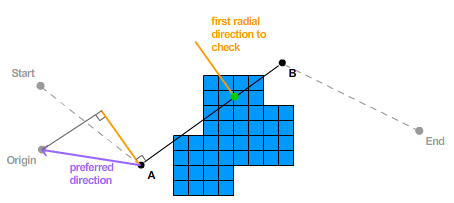 first radial
direction to
check
Start
B
End
Origin
A
preferred
direction